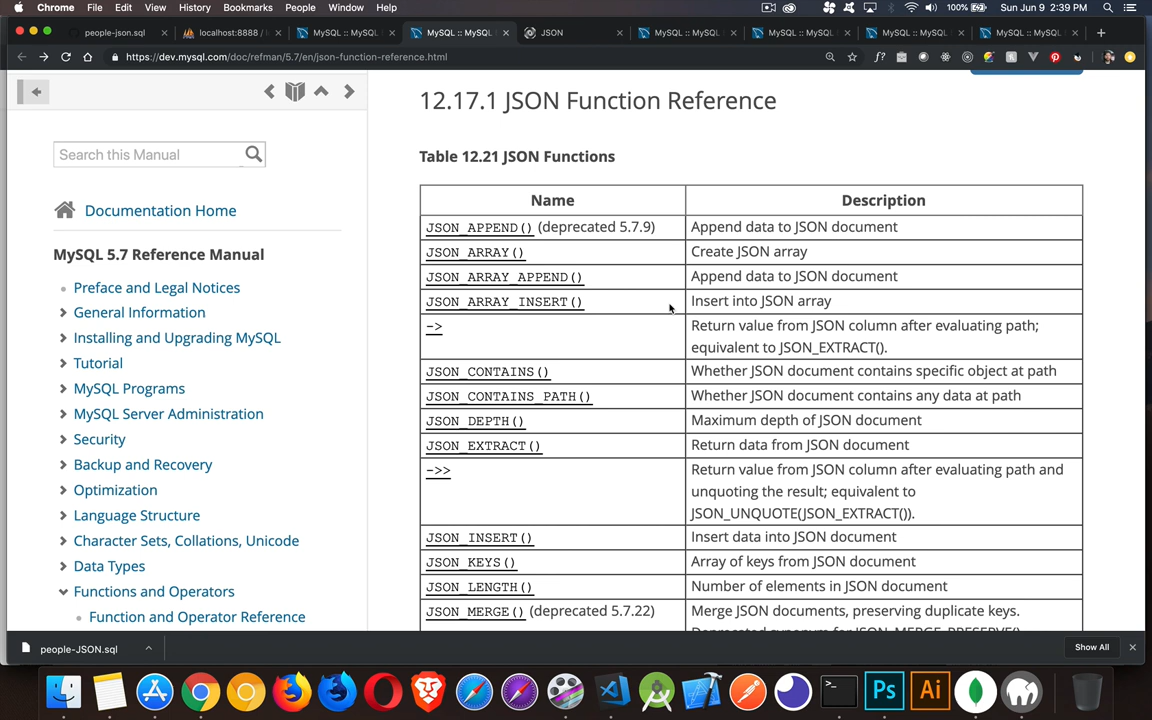 Chrome File Edit View History Bookmarks People Window Help 100% Sun Jun 9 2:39 PM
people-json.sql localhost:8888 / MySQL :: MySQL MySQL :: MySQL JSON MySQL :: MySQL MySQL :: MySQL MySQL :: MySQL MySQL :: MySQL
https://dev.mysql.com/doc/refman/5.7/en/json-function-reference.html
Search this Manual
Documentation Home
MySQL 5.7 Reference Manual
Preface and Legal Notices
General Information
Installing and Upgrading MySQL
Tutorial
MySQL Programs
MySQL Server Administration
Security
Backup and Recovery
Optimization
Language Structure
Character Sets, Collations, Unicode
Data Types
Functions and Operators
Function and Operator Reference
12.17.1 JSON Function Reference
Table 12.21 JSON Functions
Name Description
JSON_APPEND() (deprecated 5.7.9) Append data to JSON document
JSON_ARRAY() Create JSON array
JSON_ARRAY_APPEND() Append data to JSON document
JSON_ARRAY_INSERT() Insert into JSON array
-> Return value from JSON column after evaluating path;
equivalent to JSON_EXTRACT().
JSON_CONTAINS() Whether JSON document contains specific object at path
JSON_CONTAINS_PATH() Whether JSON document contains any data at path
JSON_DEPTH() Maximum depth of JSON document
JSON_EXTRACT() Return data from JSON document
->> Return value from JSON column after evaluating path and
unquoting the result; equivalent to
JSON_UNQUOTE(JSON_EXTRACT()).
JSON_INSERT() Insert data into JSON document
JSON_KEYS() Array of keys from JSON document
JSON_LENGTH() Number of elements in JSON document
JSON_MERGE() (deprecated 5.7.22) Merge JSON documents, preserving duplicate keys.
Deprecated synonym for JSON_MERGE_PRESERVE()
people-JSON.sql
Show All
Ps Ai